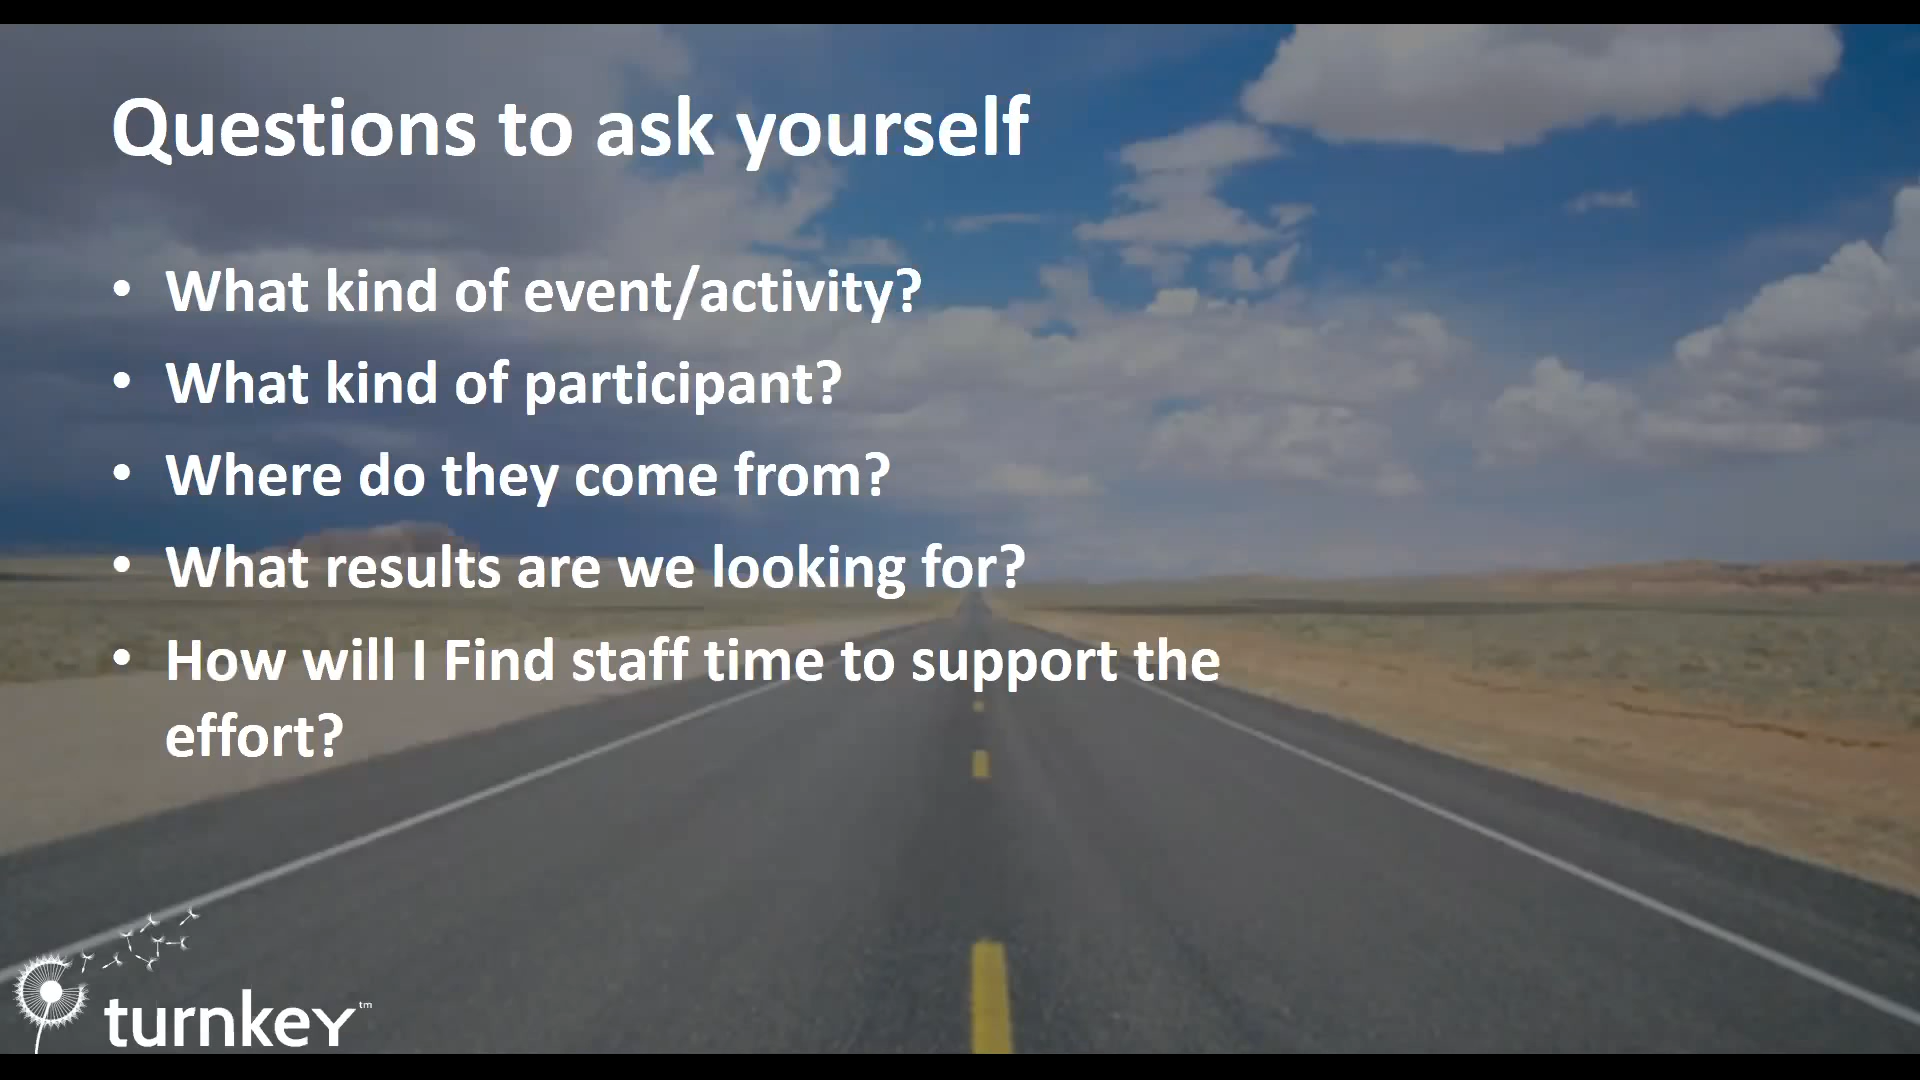 Questions to ask yourself
• What kind of event/activity?
• What kind of participant?
• Where do they come from?
• What results are we looking for?
• How will I Find staff time to support the
effort?
turnkey™